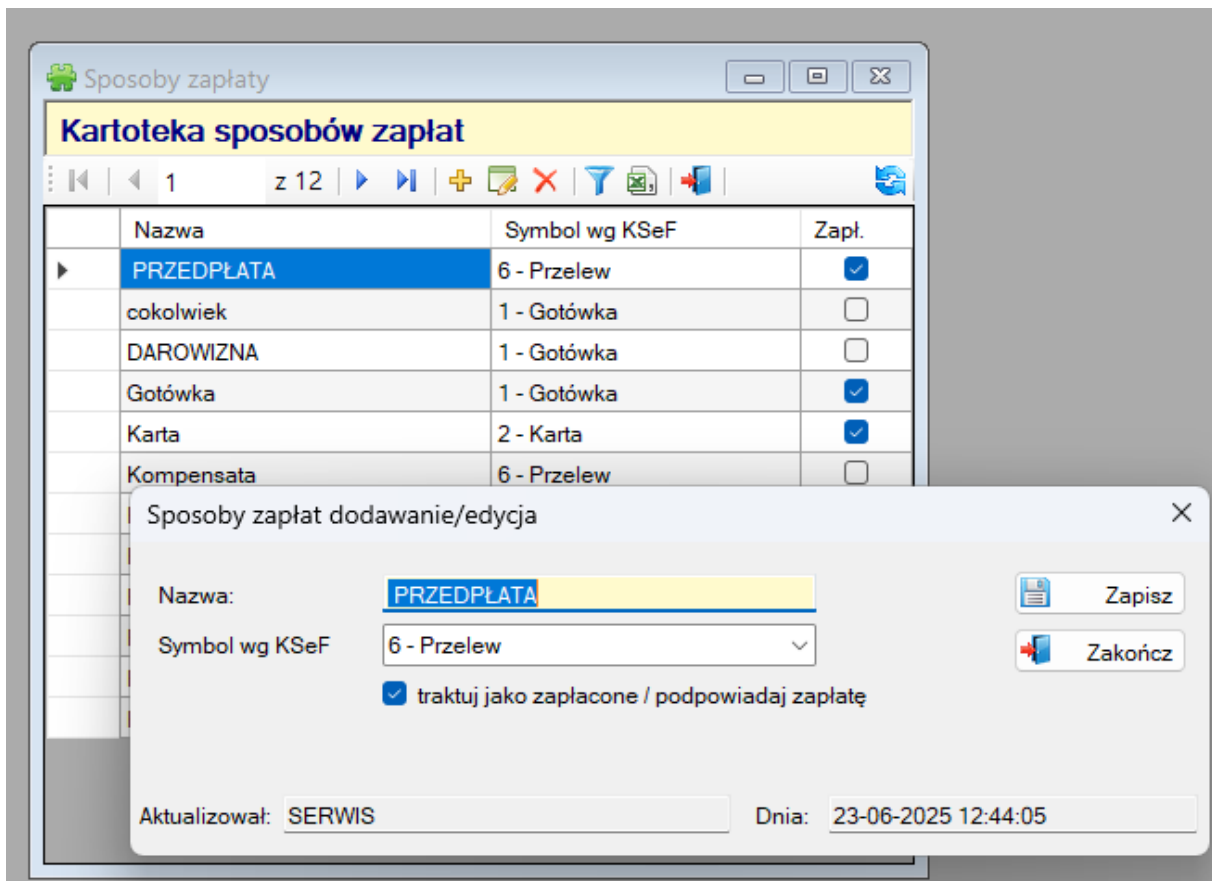 Sposoby zapłaty
Kartoteka sposobów zapłat
1 z 12
Nazwa Symbol wg KSeF Zapł.
PRZEDPŁATA 6 - Przelew
cokolwiek 1 - Gotówka
DAROWIZNA 1 - Gotówka
Gotówka 1 - Gotówka
Karta 2 - Karta
Kompensata 6 - Przelew
Sposoby zapłat dodawanie/edycja
Nazwa: PRZEDPŁATA Zapisz
Symbol wg KSeF 6 - Przelew Zakończ
traktuj jako zapłacone / podpowiadaj zapłatę
Aktualizował: SERWIS Dnia: 23-06-2025 12:44:05